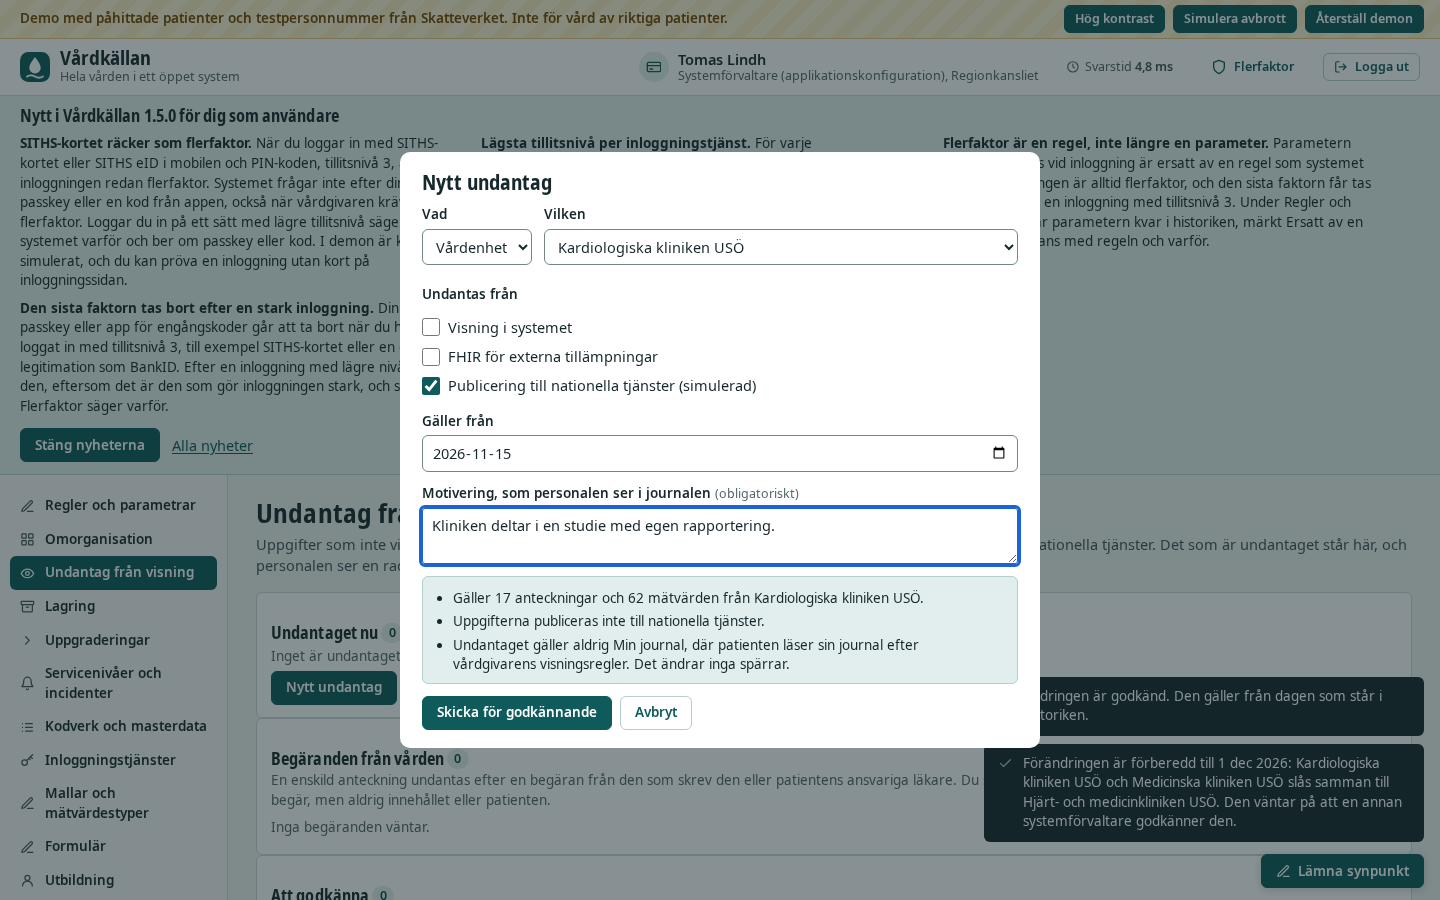 Demo med påhittade patienter och testpersonnummer från Skatteverket. Inte för vård av riktiga patienter.
Hög kontrast
Simulera avbrott
Återställ demon
Vårdkällan
Hela vården i ett öppet system
Tomas Lindh
Systemförvaltare (applikationskonfiguration), Regionkansliet
Svarstid 4,8 ms
Flerfaktor
Logga ut
Nytt i Vårdkällan 1.5.0 för dig som användare
SITHS-kortet räcker som flerfaktor. När du loggar in med SITHS-
kortet eller SITHS eID i mobilen och PIN-koden, tillitsnivå 3,
inloggningen redan flerfaktor. Systemet frågar inte efter din
passkey eller en kod från appen, också när vårdgivaren
flerfaktor. Loggar du in på ett sätt med lägre tillitsnivå
systemet varför och ber om passkey eller kod. I demon är
simulerat, och du kan pröva en inloggning utan kort på
inloggningssidan.
Den sista faktorn tas bort efter en stark inloggning. Din
passkey eller app för engångskoder går att ta bort när du
loggat in med tillitsnivå 3, till exempel SITHS-kortet eller en
legitimation som BankID. Efter en inloggning med lägre
den, eftersom det är den som gör inloggningen stark, och
Flerfaktor säger varför.
Lägsta tillitsnivå per inloggningstjänst. För varje
Flerfaktor är en regel, inte längre en parameter. Parametern
vid inloggning är ersatt av en regel som systemet
är alltid flerfaktor, och den sista faktorn får tas
en inloggning med tillitsnivå 3. Under Regler och
parametern kvar i historiken, märkt Ersatt av en
med regeln och varför.
Stäng nyheterna
Alla nyheter
Regler och parametrar
Omorganisation
Undantag från visning
Lagring
Uppgraderingar
Servicenivåer och
incidenter
Kodverk och masterdata
Inloggningstjänster
Mallar och
mätvärdestyper
Formulär
Utbildning
Undantag
Uppgifter som inte
nationella tjänster. Det som är undantaget står här, och
personalen ser en
Undantaget nu 0
Inget är undantaget
Nytt undantag
Begäranden från vården 0
En enskild anteckning undantas efter en begäran från den som skrev den eller patientens ansvariga läkare. Du
begär, men aldrig innehållet eller patienten.
Inga begäranden väntar.
Att godkänna 0
Nytt undantag
Vad
Vilken
Vårdenhet
Kardiologiska kliniken USÖ
Undantas från
Visning i systemet
FHIR för externa tillämpningar
Publicering till nationella tjänster (simulerad)
Gäller från
2026-11-15
Motivering, som personalen ser i journalen (obligatoriskt)
Kliniken deltar i en studie med egen rapportering.
Gäller 17 anteckningar och 62 mätvärden från Kardiologiska kliniken USÖ.
Uppgifterna publiceras inte till nationella tjänster.
Undantaget gäller aldrig Min journal, där patienten läser sin journal efter
vårdgivarens visningsregler. Det ändrar inga spärrar.
Skicka för godkännande
Avbryt
är godkänd. Den gäller från dagen som står i
Förändringen är förberedd till 1 dec 2026: Kardiologiska
kliniken USÖ och Medicinska kliniken USÖ slås samman till
Hjärt- och medicinkliniken USÖ. Den väntar på att en annan
systemförvaltare godkänner den.
Lämna synpunkt